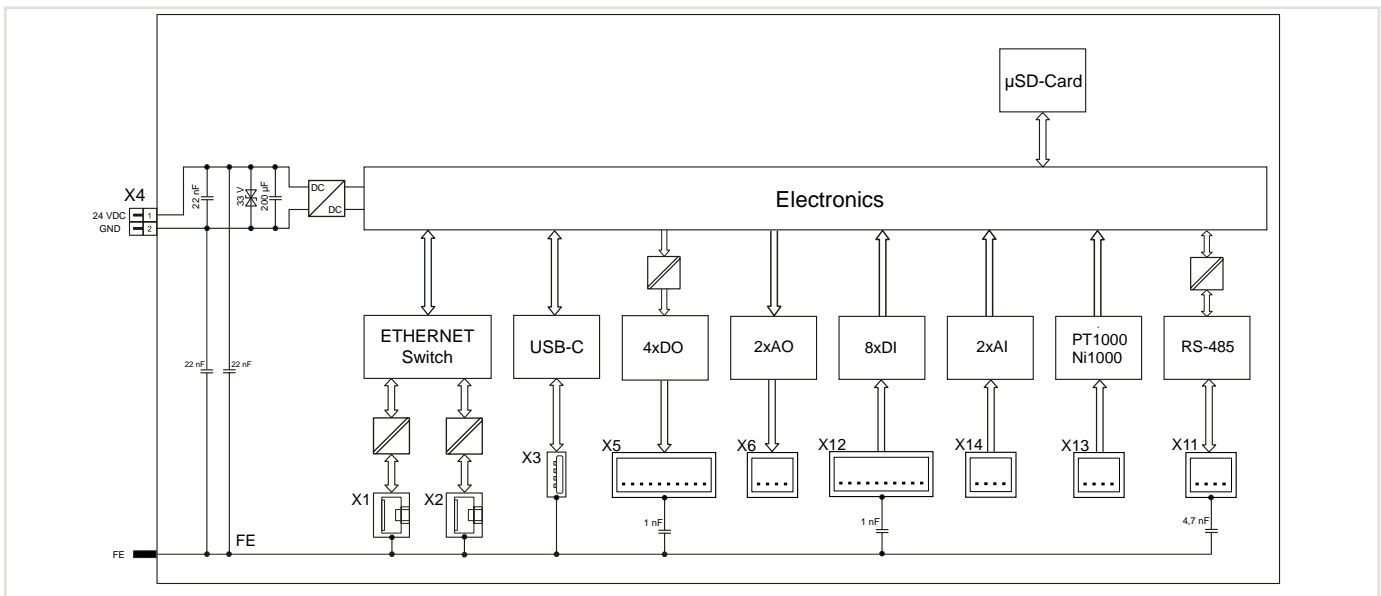 µSD-Card
X4
24 VDC
1
GND
2
22 nF
33 V
200 µF
DC
DC
Electronics
ETHERNET
Switch
USB-C
4xDO
2xAO
8xDI
2xAI
PT1000
Ni1000
RS-485
22 nF
22 nF
X1
X2
X3
X5
X6
X12
X14
X13
X11
1 nF
1 nF
4,7 nF
FE
FE